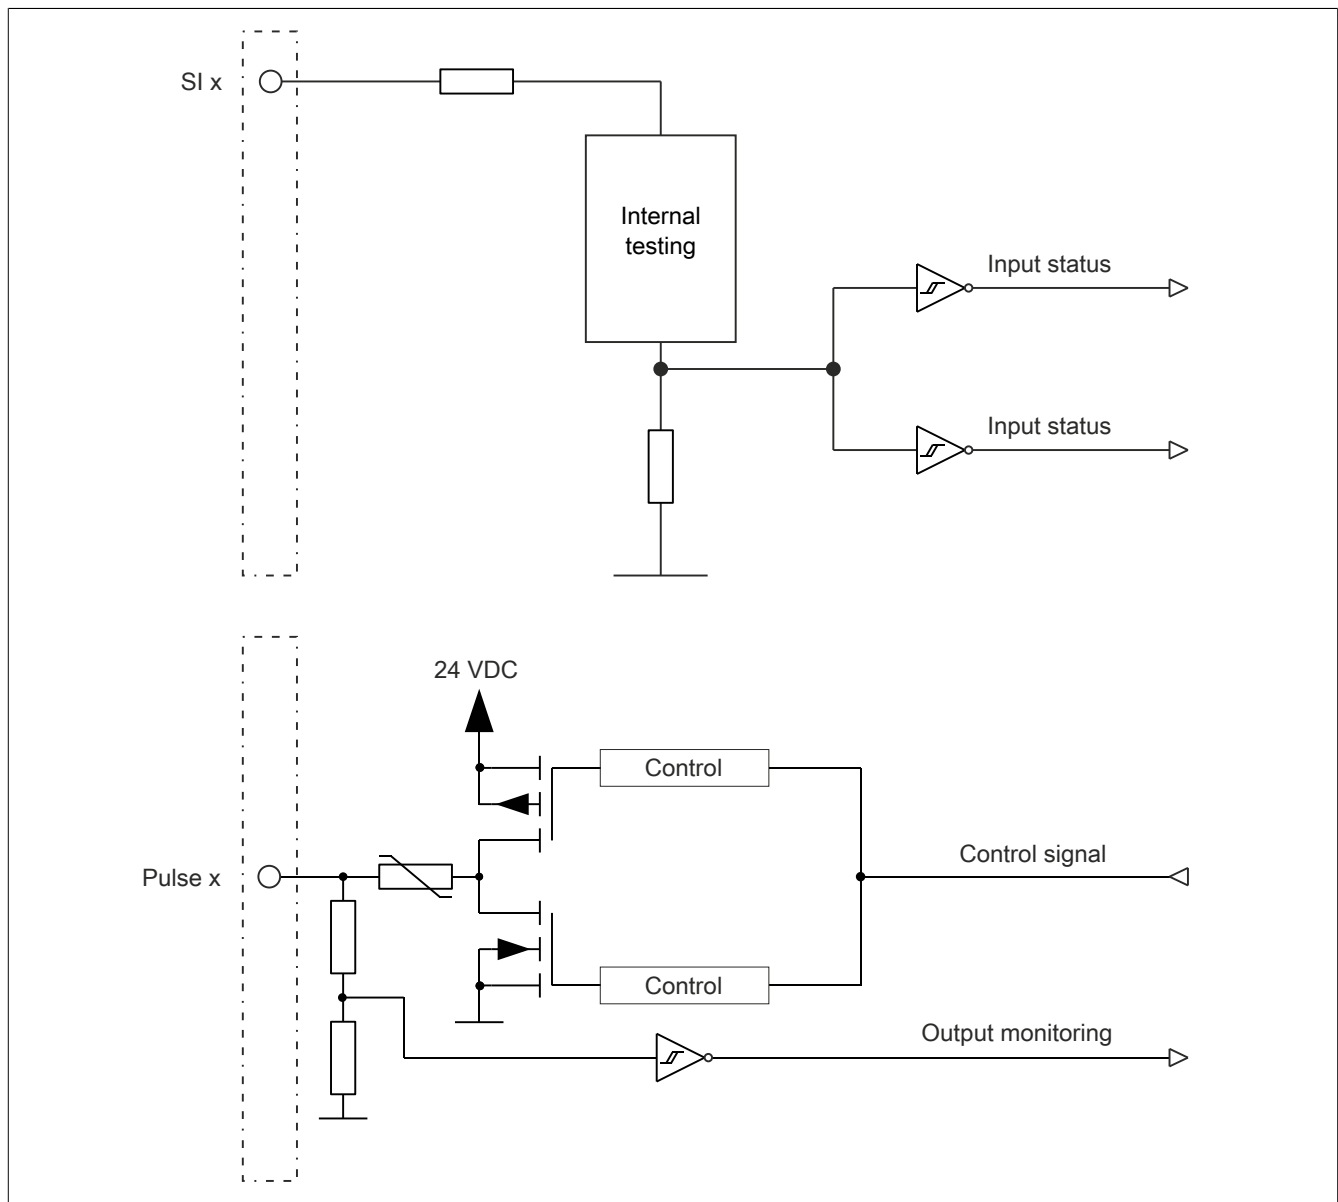 SI x
Internal
testing
Input status
Input status
24 VDC
Control
Control signal
Pulse x
Control
Output monitoring